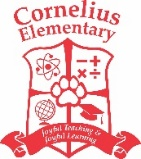 Cornelius
Elementary
Joyful Teaching &
Joyful Learning